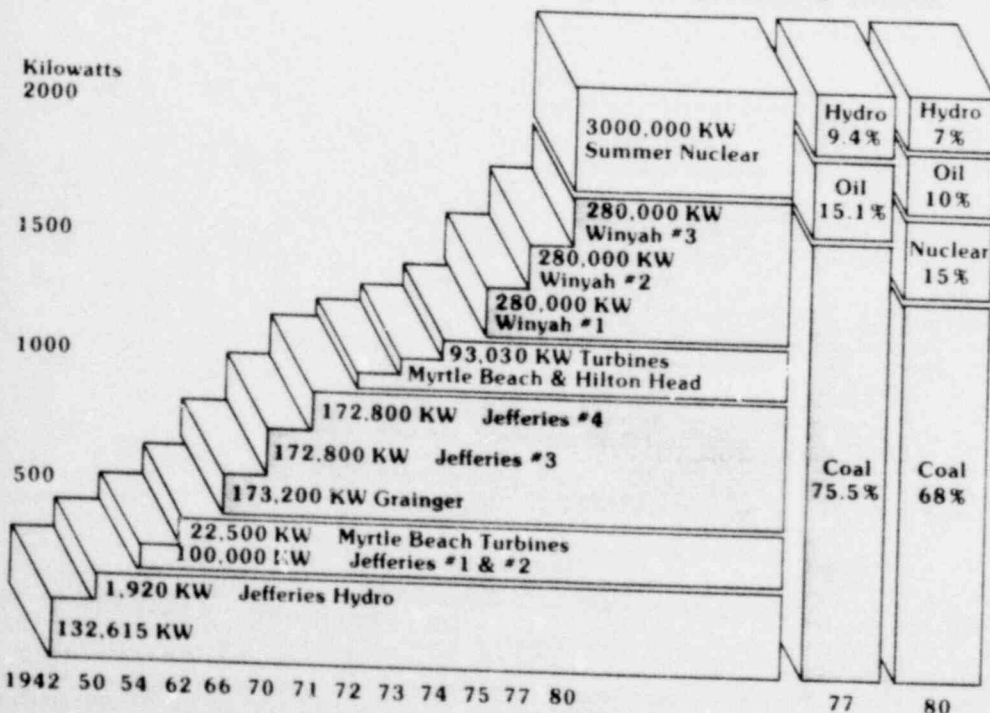 Kilowatts
2000
1500
1000
500
3000,000 KW
Summer Nuclear
280,000 KW
Winyah #3
280,000 KW
Winyah #2
280,000 KW
Winyah #1
93,030 KW Turbines
Myrtle Beach & Hilton Head
172,800 KW Jefferies #4
172,800 KW Jefferies #3
173,200 KW Grainger
22,500 KW Myrtle Beach Turbines
100,000 KW Jefferies #1 & #2
1,920 KW Jefferies Hydro
132,615 KW
1942 50 54 62 66 70 71 72 73 74 75 77 80
Hydro
9.4%
Oil
15.1%
Coal
75.5%
77
Hydro
7%
Oil
10%
Nuclear
15%
Coal
68%
80